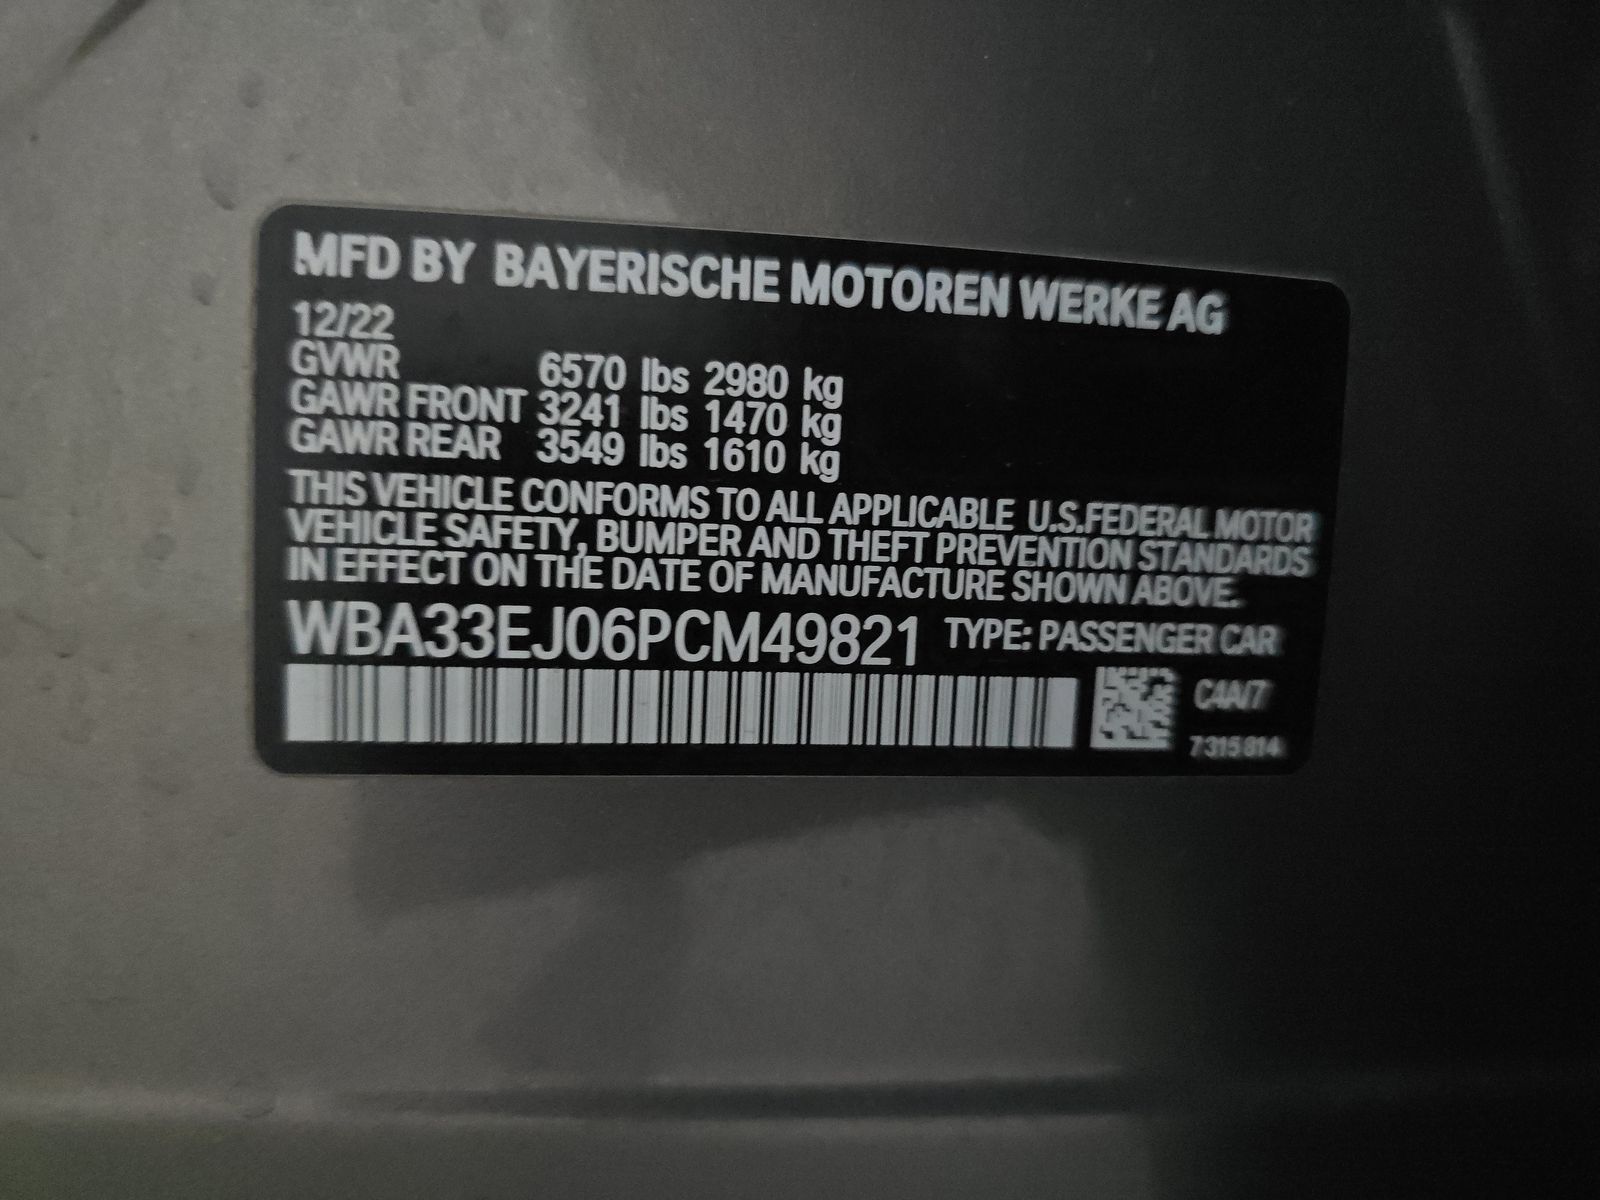 MFD BY BAYERISCHE MOTOREN WERKE AG
12/22
GVWR 6570 lbs 2980 kg
GAWR FRONT 3241 lbs 1470 kg
GAWR REAR 3549 lbs 1610 kg
THIS VEHICLE CONFORMS TO ALL APPLICABLE U.S.FEDERAL MOTOR
VEHICLE SAFETY, BUMPER AND THEFT PREVENTION STANDARDS
IN EFFECT ON THE DATE OF MANUFACTURE SHOWN ABOVE.
WBA33EJ06PCM49821 TYPE: PASSENGER CAR
7315814